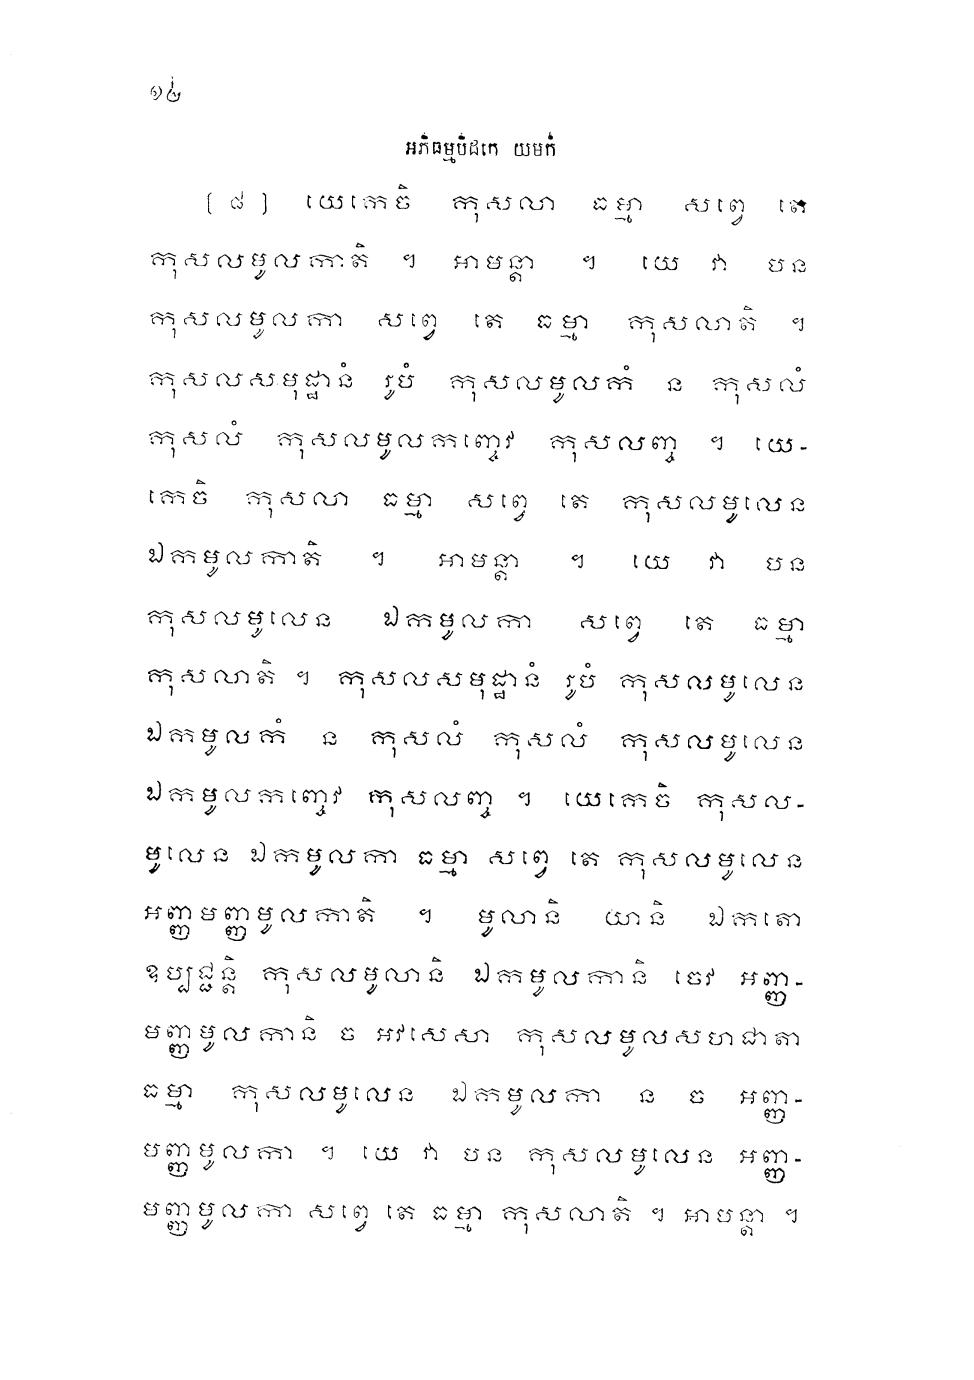 ១៤
អភិធម្មបិដកេ យមកំ
[ ៨ ] យេកេចិ កុសលា ធម្មា សព្វេ តេ
កុសលមូលកាតិ ។ អាមន្តា ។ យេ វា បន
កុសលមូលកា សព្វេ តេ ធម្មា កុសលាតិ ។
កុសលសមុដ្ឋានំ រូបំ កុសលមូលកំ ន កុសលំ
កុសលំ កុសលមូលកញ្ចេវ កុសលញ្ច ។ យេ-
កេចិ កុសលា ធម្មា សព្វេ តេ កុសលមូលេន
ឯកមូលកាតិ ។ អាមន្តា ។ យេ វា បន
កុសលមូលេន ឯកមូលកា សព្វេ តេ ធម្មា
កុសលាតិ ។ កុសលសមុដ្ឋានំ រូបំ កុសលមូលេន
ឯកមូលកំ ន កុសលំ កុសលំ កុសលមូលេន
ឯកមូលកញ្ចេវ កុសលញ្ច ។ យេកេចិ កុសល-
មូលេន ឯកមូលកា ធម្មា សព្វេ តេ កុសលមូលេន
អញ្ញមញ្ញមូលកាតិ ។ មូលានិ យានិ ឯកតោ
ឧប្បជ្ជន្តិ កុសលមូលានិ ឯកមូលកានិ ចេវ អញ្ញ-
មញ្ញមូលកានិ ច អវសេសា កុសលមូលសហជាតា
ធម្មា កុសលមូលេន ឯកមូលកា ន ច អញ្ញ-
មញ្ញមូលកា ។ យេ វា បន កុសលមូលេន អញ្ញ-
មញ្ញមូលកា សព្វេ តេ ធម្មា កុសលាតិ ។ អាមន្តា ។